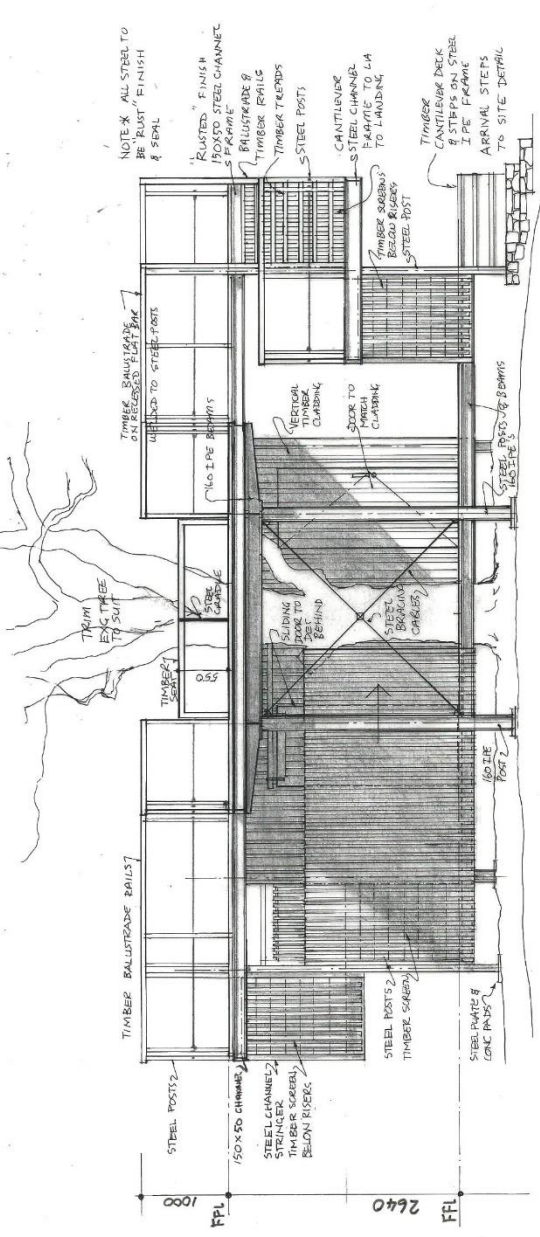 NOTE * ALL STEEL TO
BE "RUST" FINISH
& SEAL
"RUSTED" FINISH
150X50 STEEL CHANNEL
FRAME
BALUSTRADE &
TIMBER RAILS
TIMBER TREADS
STEEL POSTS
CANTILEVER
STEEL CHANNEL
FRAME TO L/A
TO LANDING
TIMBER SCREENS
BELOW RISERS
STEEL POST
TIMBER
CANTILEVER DECK
& STEPS ON STEEL
IPE FRAME
ARRIVAL STEPS
TO SITE DETAIL
TIMBER BALUSTRADE
ON RECESSED FLAT BAR
WELDED TO STEEL POSTS
160 IPE BEAMS
VERTICAL
TIMBER
CLADDING
DOOR TO
MATCH
CLADDING
STEEL POSTS & BEAMS
160 IPE'S
TRIM
EXG TREE
TO SUIT
TIMBER
SEAT
STEEL
CRADLE
550
SLIDING
DOOR TO
BEHIND
STEEL
BRACING
CABLES
160 IPE
POST
TIMBER BALUSTRADE RAILS
STEEL POSTS
150X50 CHANNEL
STEEL CHANNEL
STRINGER
TIMBER SCREEN
BELOW RISERS
STEEL POSTS
TIMBER SCREEN
STEEL PLATE &
CONC PADS
1000
FFL
2640
FFL